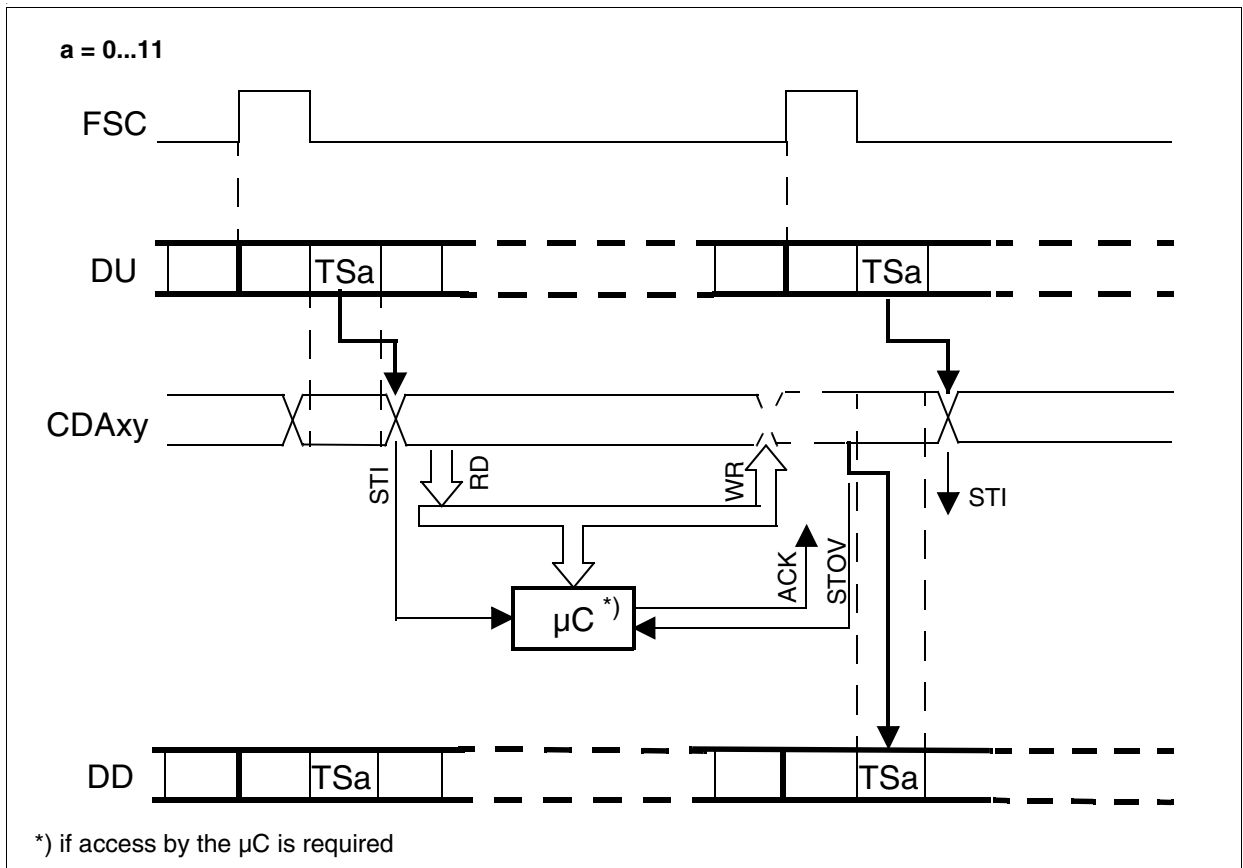 a = 0...11
FSC
DU
TSa
TSa
CDAxy
STI
RD
WR
STI
ACK
STOV
µC *)
DD
TSa
TSa
*) if access by the µC is required